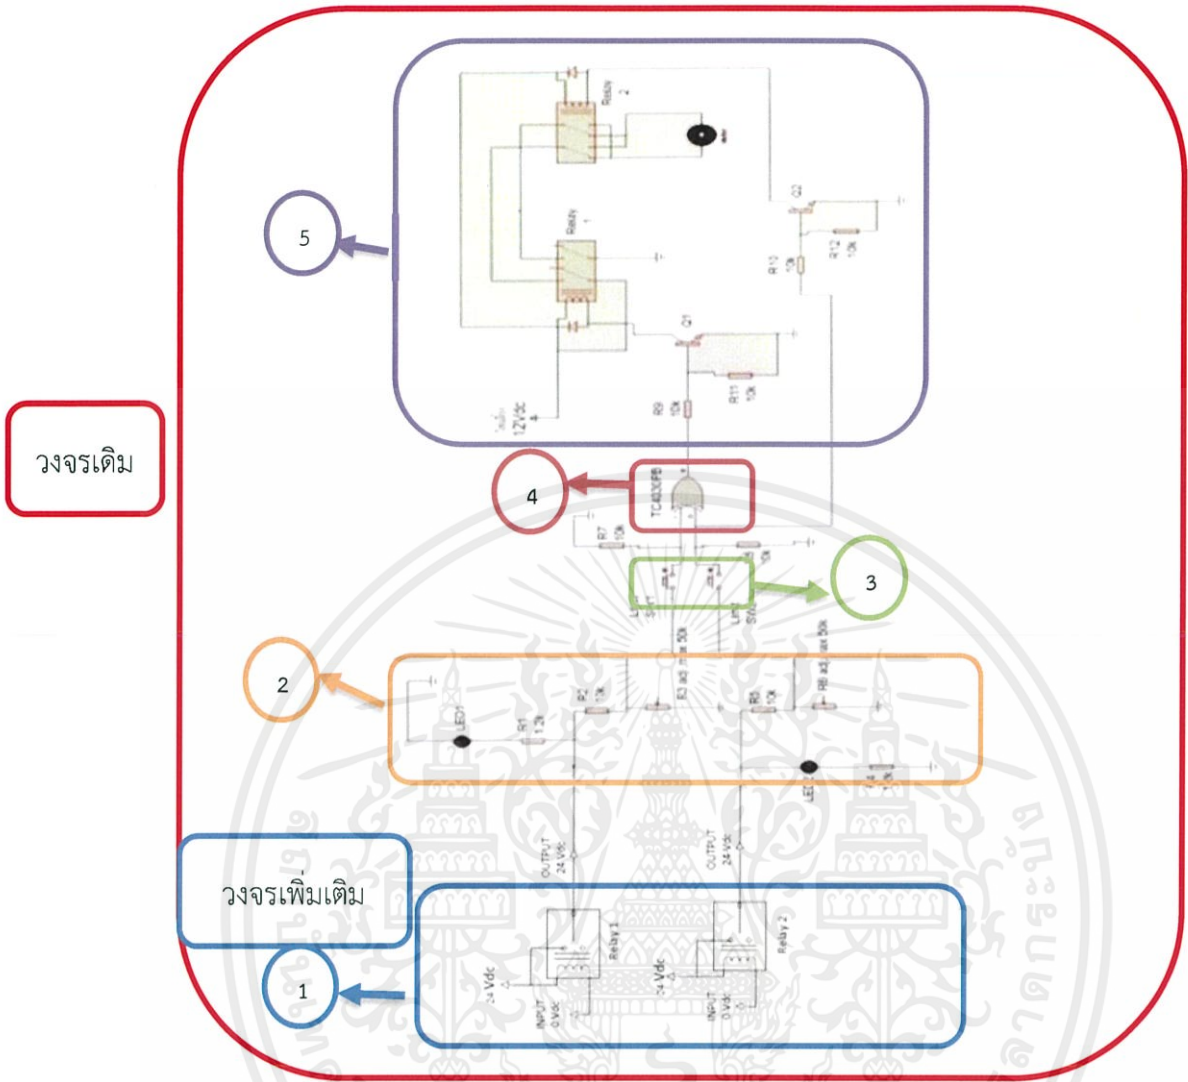 วงจรเดิม
วงจรเพิ่มเติม
1
2
3
4
5
Relay
2
Relay
1
12Vdc
Q1
Q2
R9
10k
R10
10k
R11
10k
R12
10k
TC4030PB
R7
10k
10k
R3 adj. max 50k
R6 adj. max 50k
LED1
R1
1.2k
R2
10k
R5
10k
OUTPUT
24 Vdc
OUTPUT
24 Vdc
Relay 1
Relay 2
24 Vdc
INPUT
0 Vdc
24 Vdc
INPUT
0 Vdc